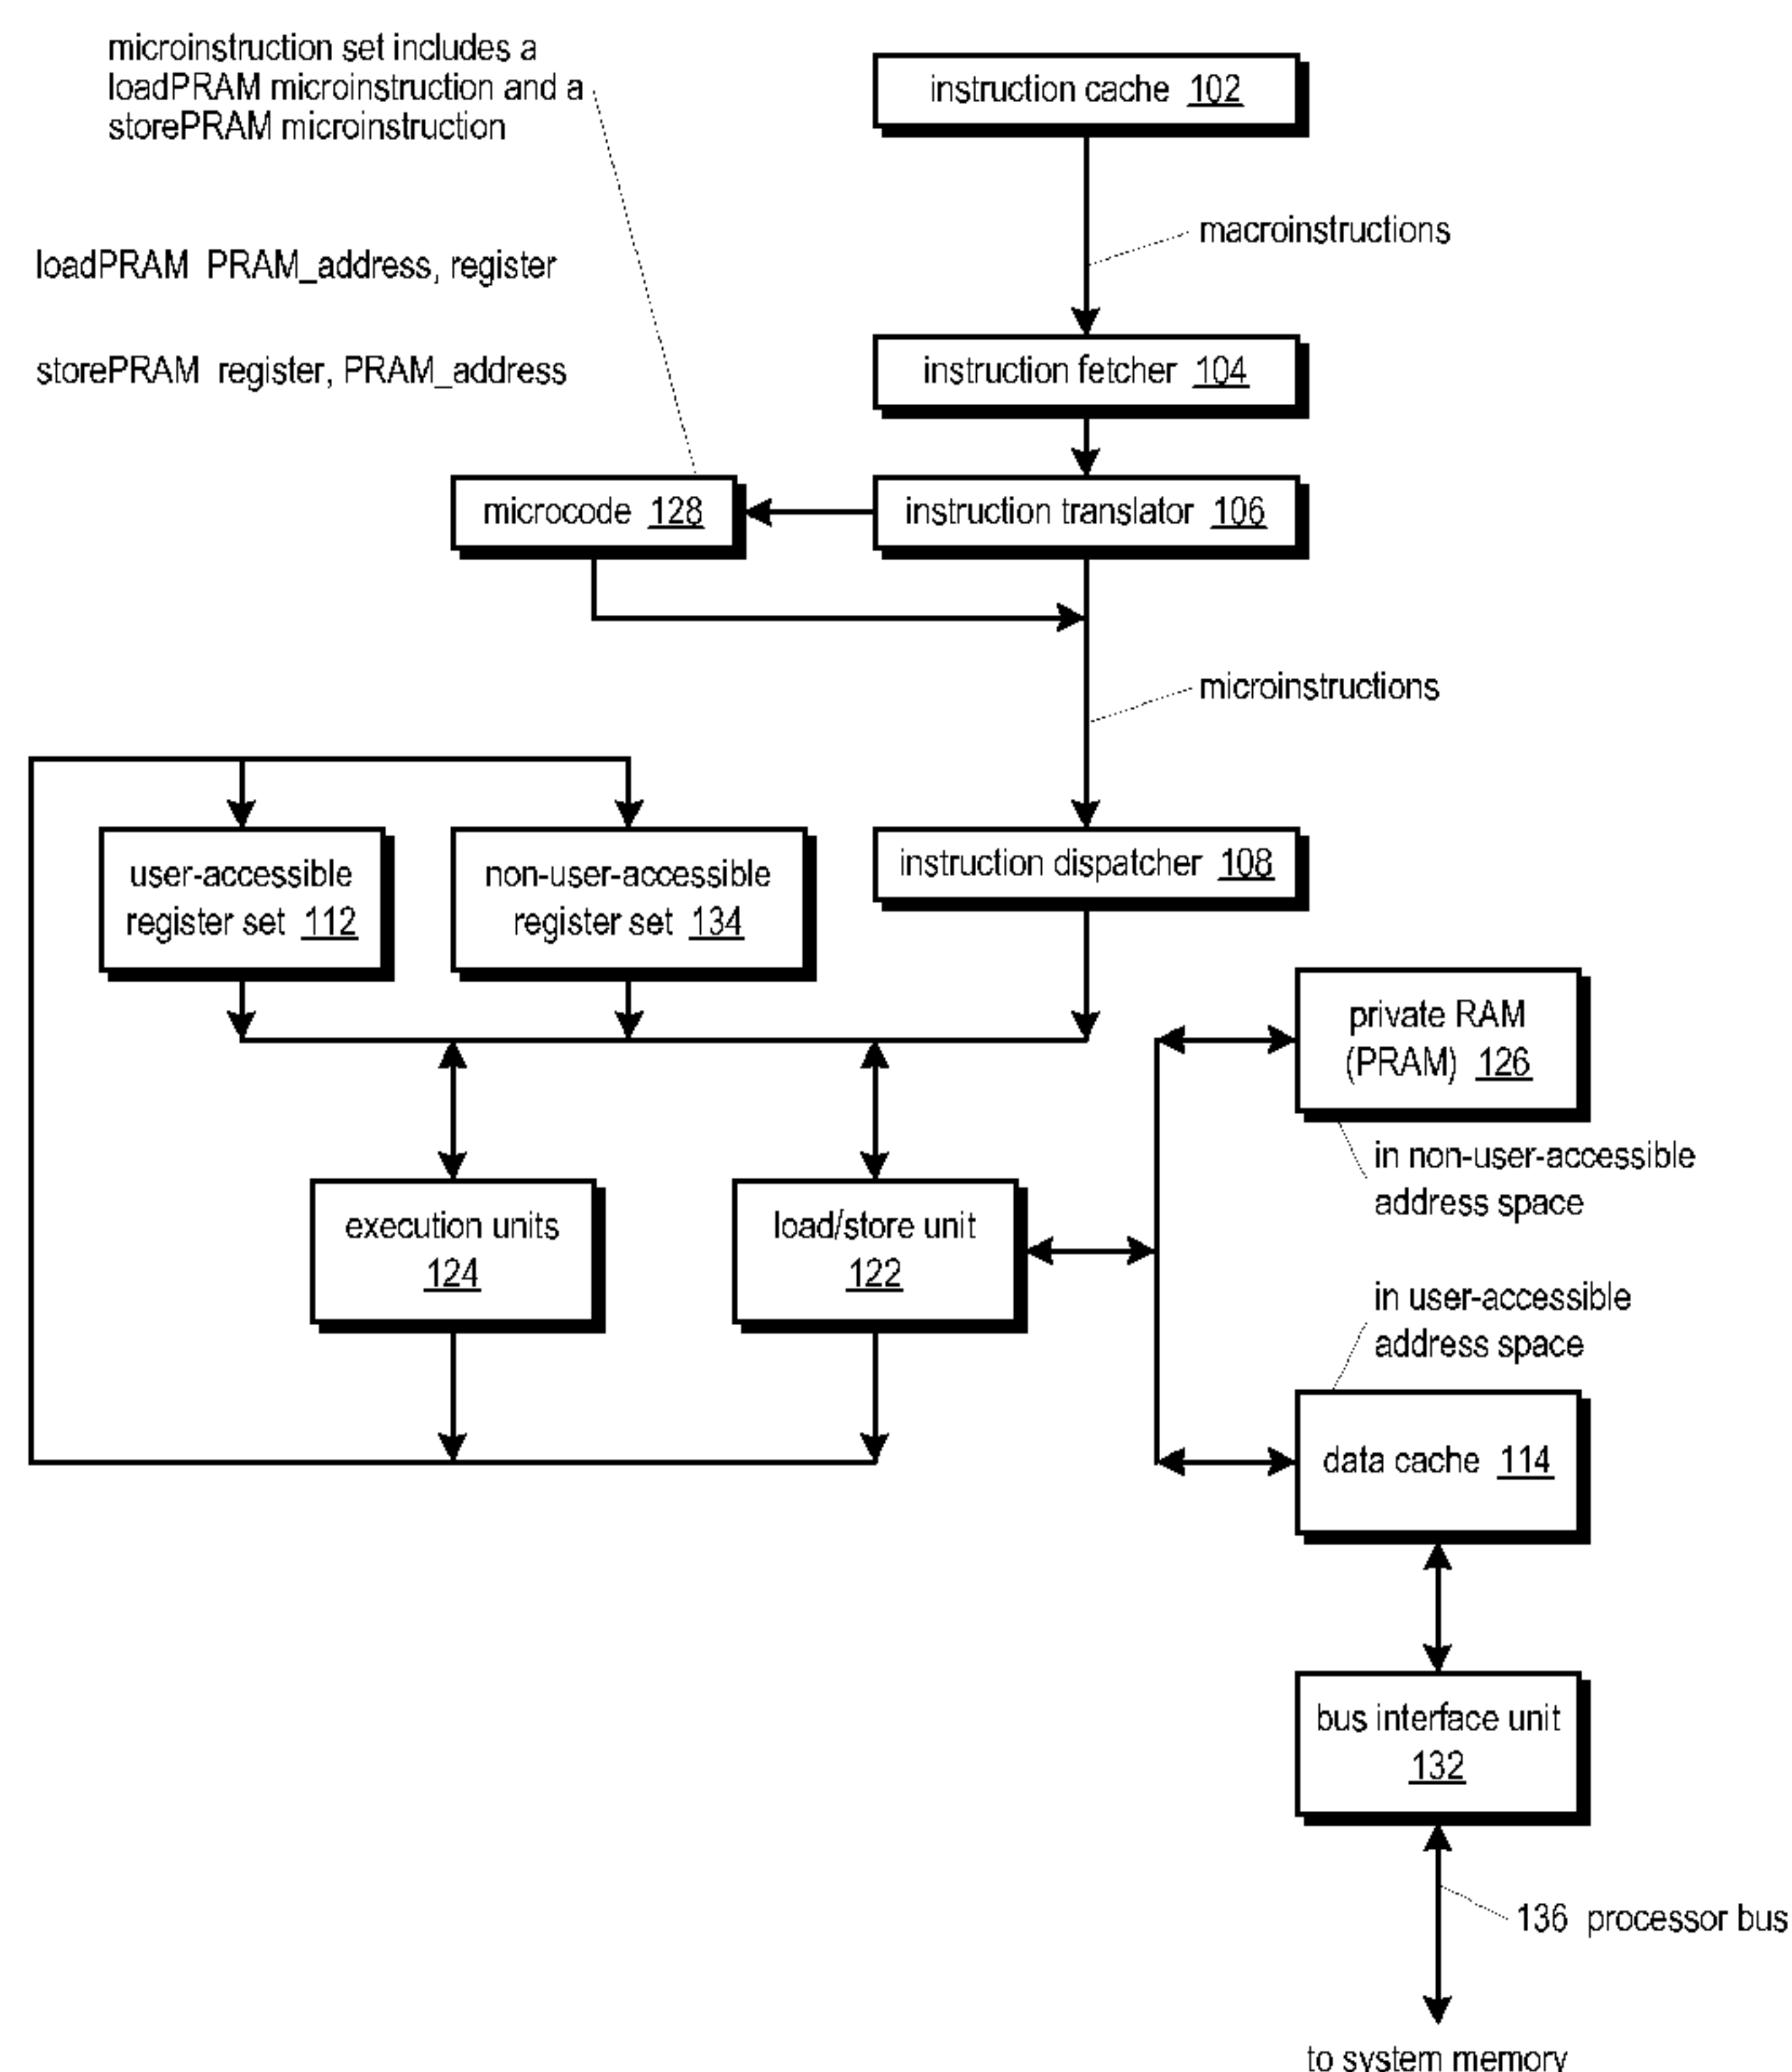 microinstruction set includes a
loadPRAM microinstruction and a
storePRAM microinstruction
instruction cache 102
macroinstructions
loadPRAM PRAM_address, register
storePRAM register, PRAM_address
instruction fetcher 104
microcode 128
instruction translator 106
microinstructions
user-accessible
register set 112
non-user-accessible
register set 134
instruction dispatcher 108
private RAM
(PRAM) 126
in non-user-accessible
address space
execution units
124
load/store unit
122
in user-accessible
address space
data cache 114
bus interface unit
132
136 processor bus
to system memory